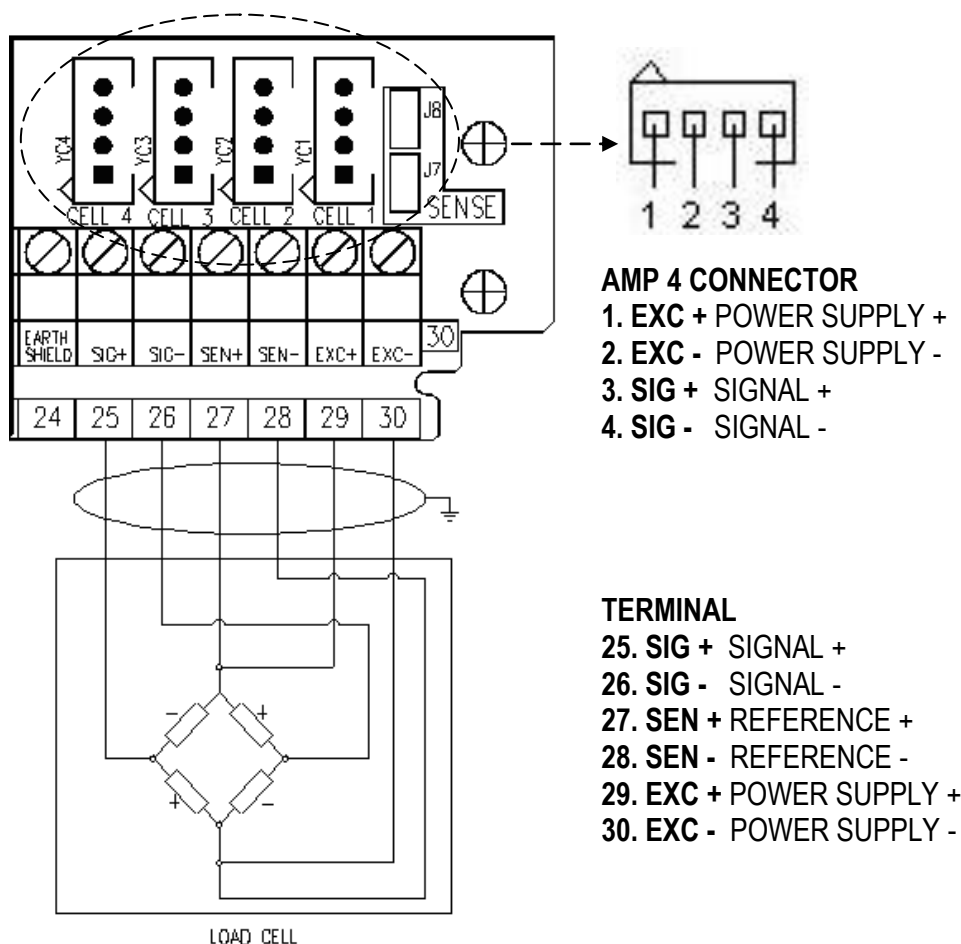 YC4 YC3 YC2 YC1 J8
J7
CELL 4 CELL 3 CELL 2 CELL 1 SENSE
EARTH SHIELD SIG+ SIG- SEN+ SEN- EXC+ EXC- 30
24 25 26 27 28 29 30
- +
+ -
LOAD CELL
1 2 3 4
AMP 4 CONNECTOR
1. EXC + POWER SUPPLY +
2. EXC - POWER SUPPLY -
3. SIG + SIGNAL +
4. SIG - SIGNAL -
TERMINAL
25. SIG + SIGNAL +
26. SIG - SIGNAL -
27. SEN + REFERENCE +
28. SEN - REFERENCE -
29. EXC + POWER SUPPLY +
30. EXC - POWER SUPPLY -